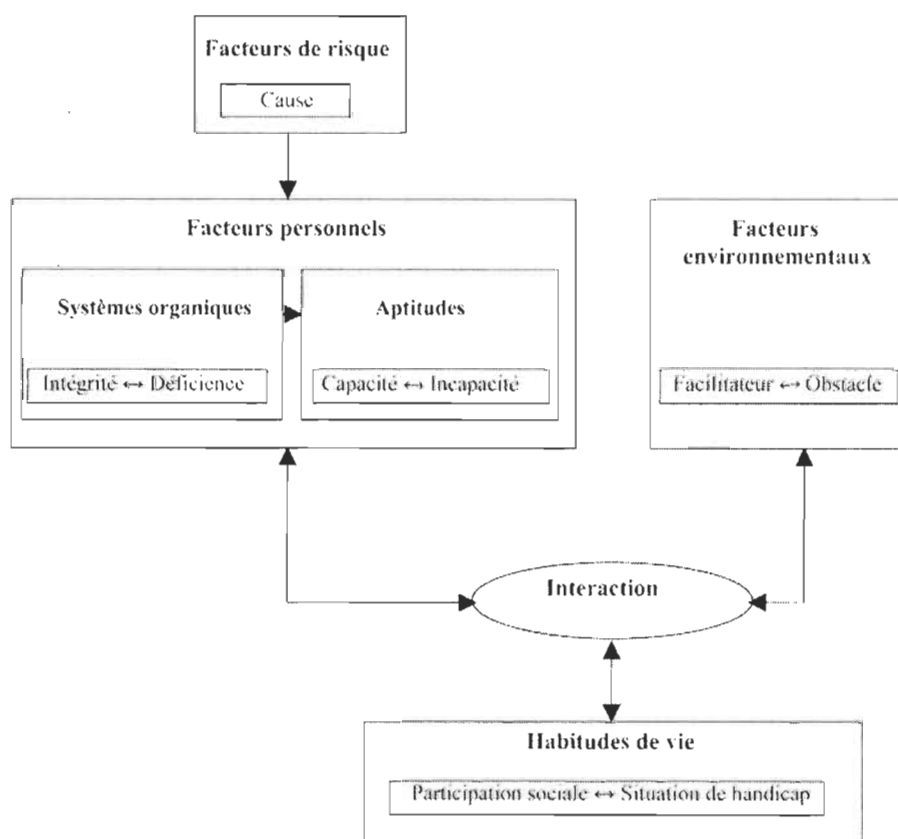 Facteurs de risque
Cause
Facteurs personnels
Systèmes organiques
Aptitudes
Intégrité ↔ Déficience
Capacité ↔ Incapacité
Facteurs
environnementaux
Facilitateur ↔ Obstacle
Interaction
Habitudes de vie
Participation sociale ↔ Situation de handicap